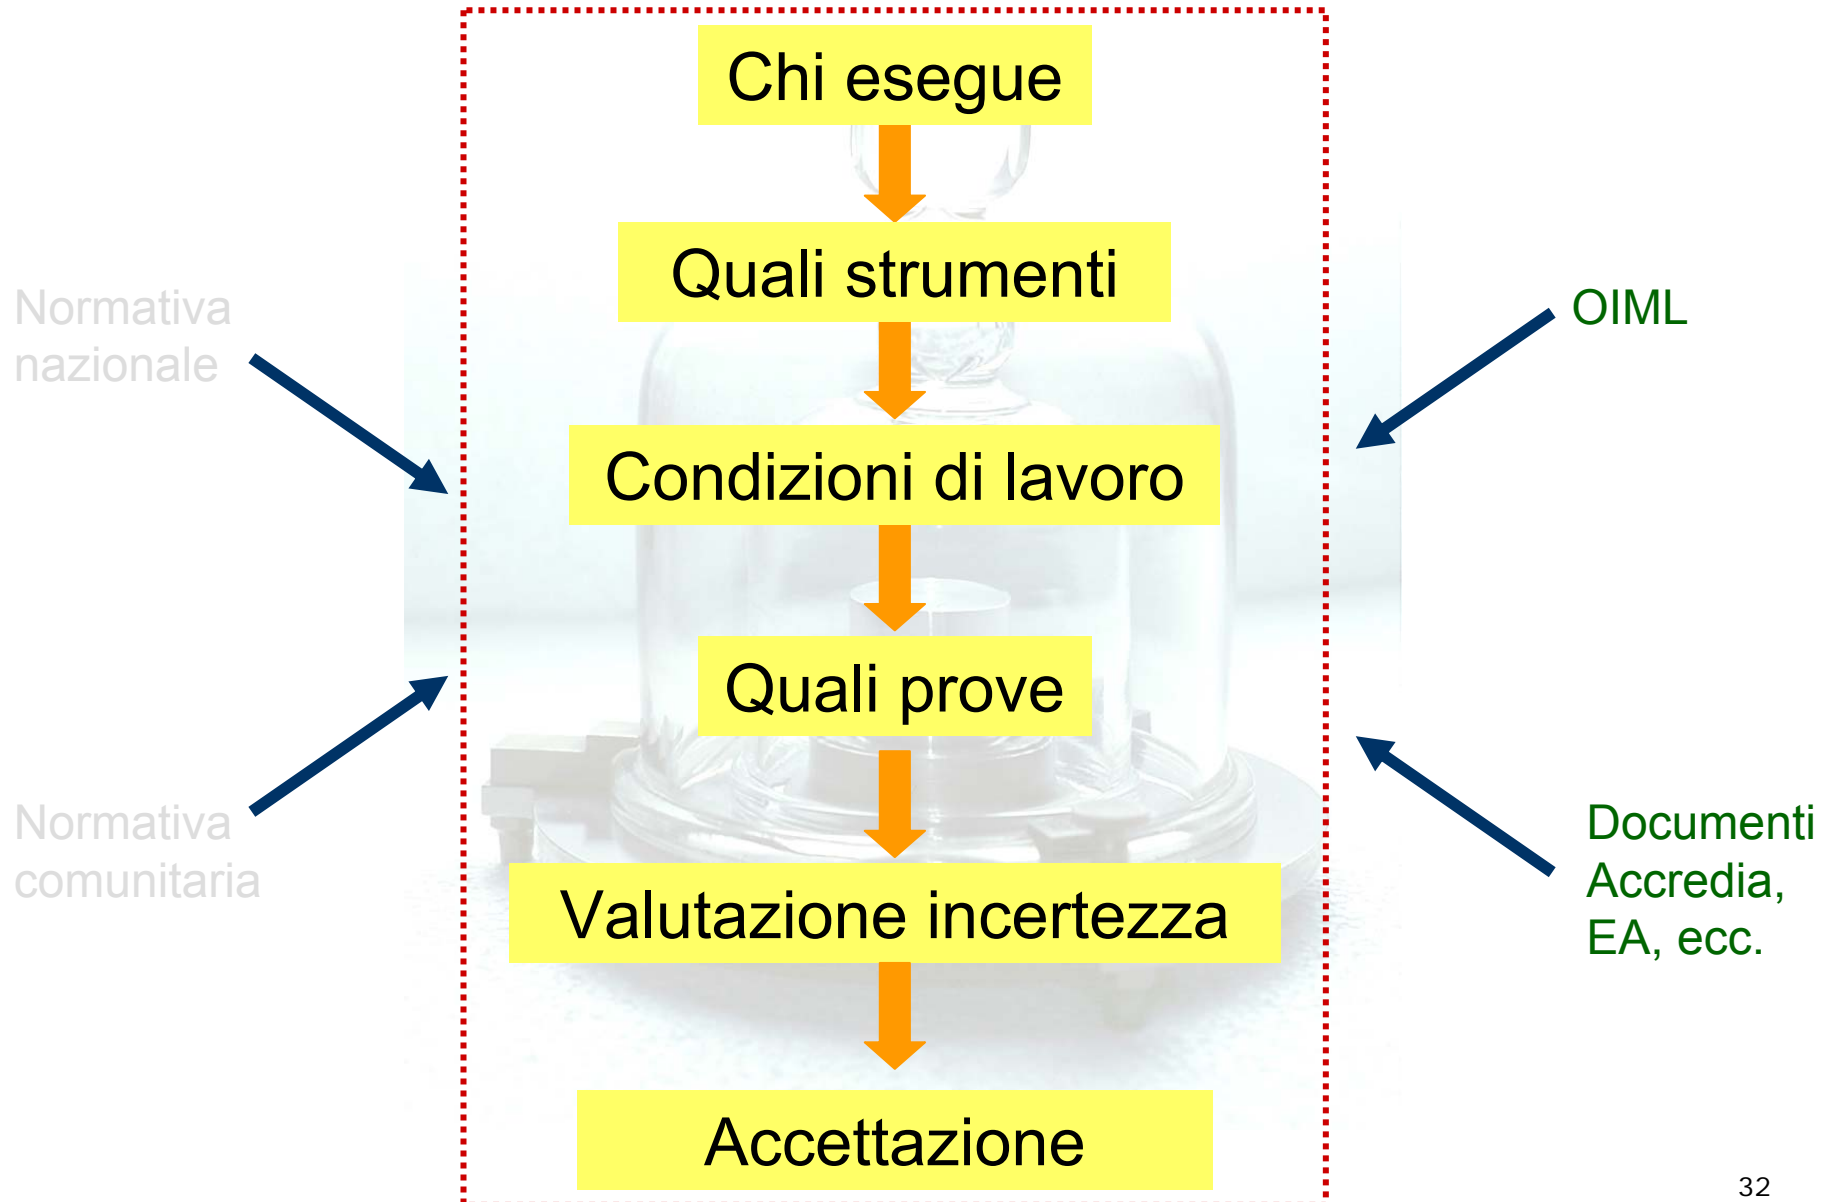 Chi esegue
Quali strumenti
Normativa
nazionale
OIML
Condizioni di lavoro
Quali prove
Normativa
comunitaria
Documenti
Accredia,
EA, ecc.
Valutazione incertezza
Accettazione
32